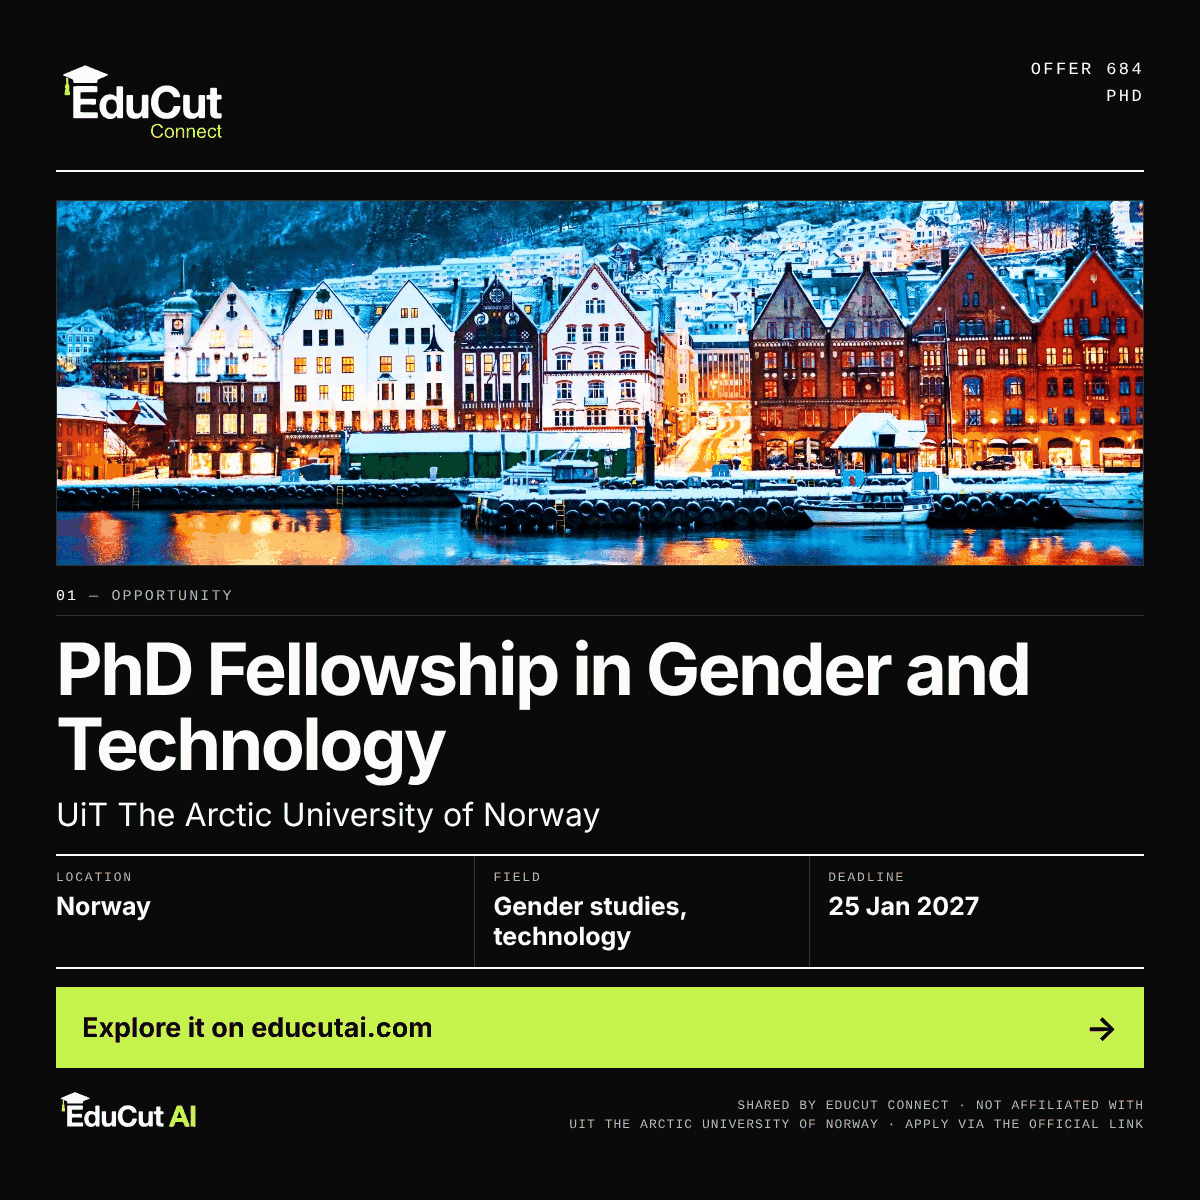 EduCut
Connect
OFFER 684
PHD
01 — OPPORTUNITY
PhD Fellowship in Gender and
Technology
UiT The Arctic University of Norway
LOCATION
Norway
FIELD
Gender studies,
technology
DEADLINE
25 Jan 2027
Explore it on educutai.com →
EduCut AI
SHARED BY EDUCUT CONNECT · NOT AFFILIATED WITH
UIT THE ARCTIC UNIVERSITY OF NORWAY · APPLY VIA THE OFFICIAL LINK